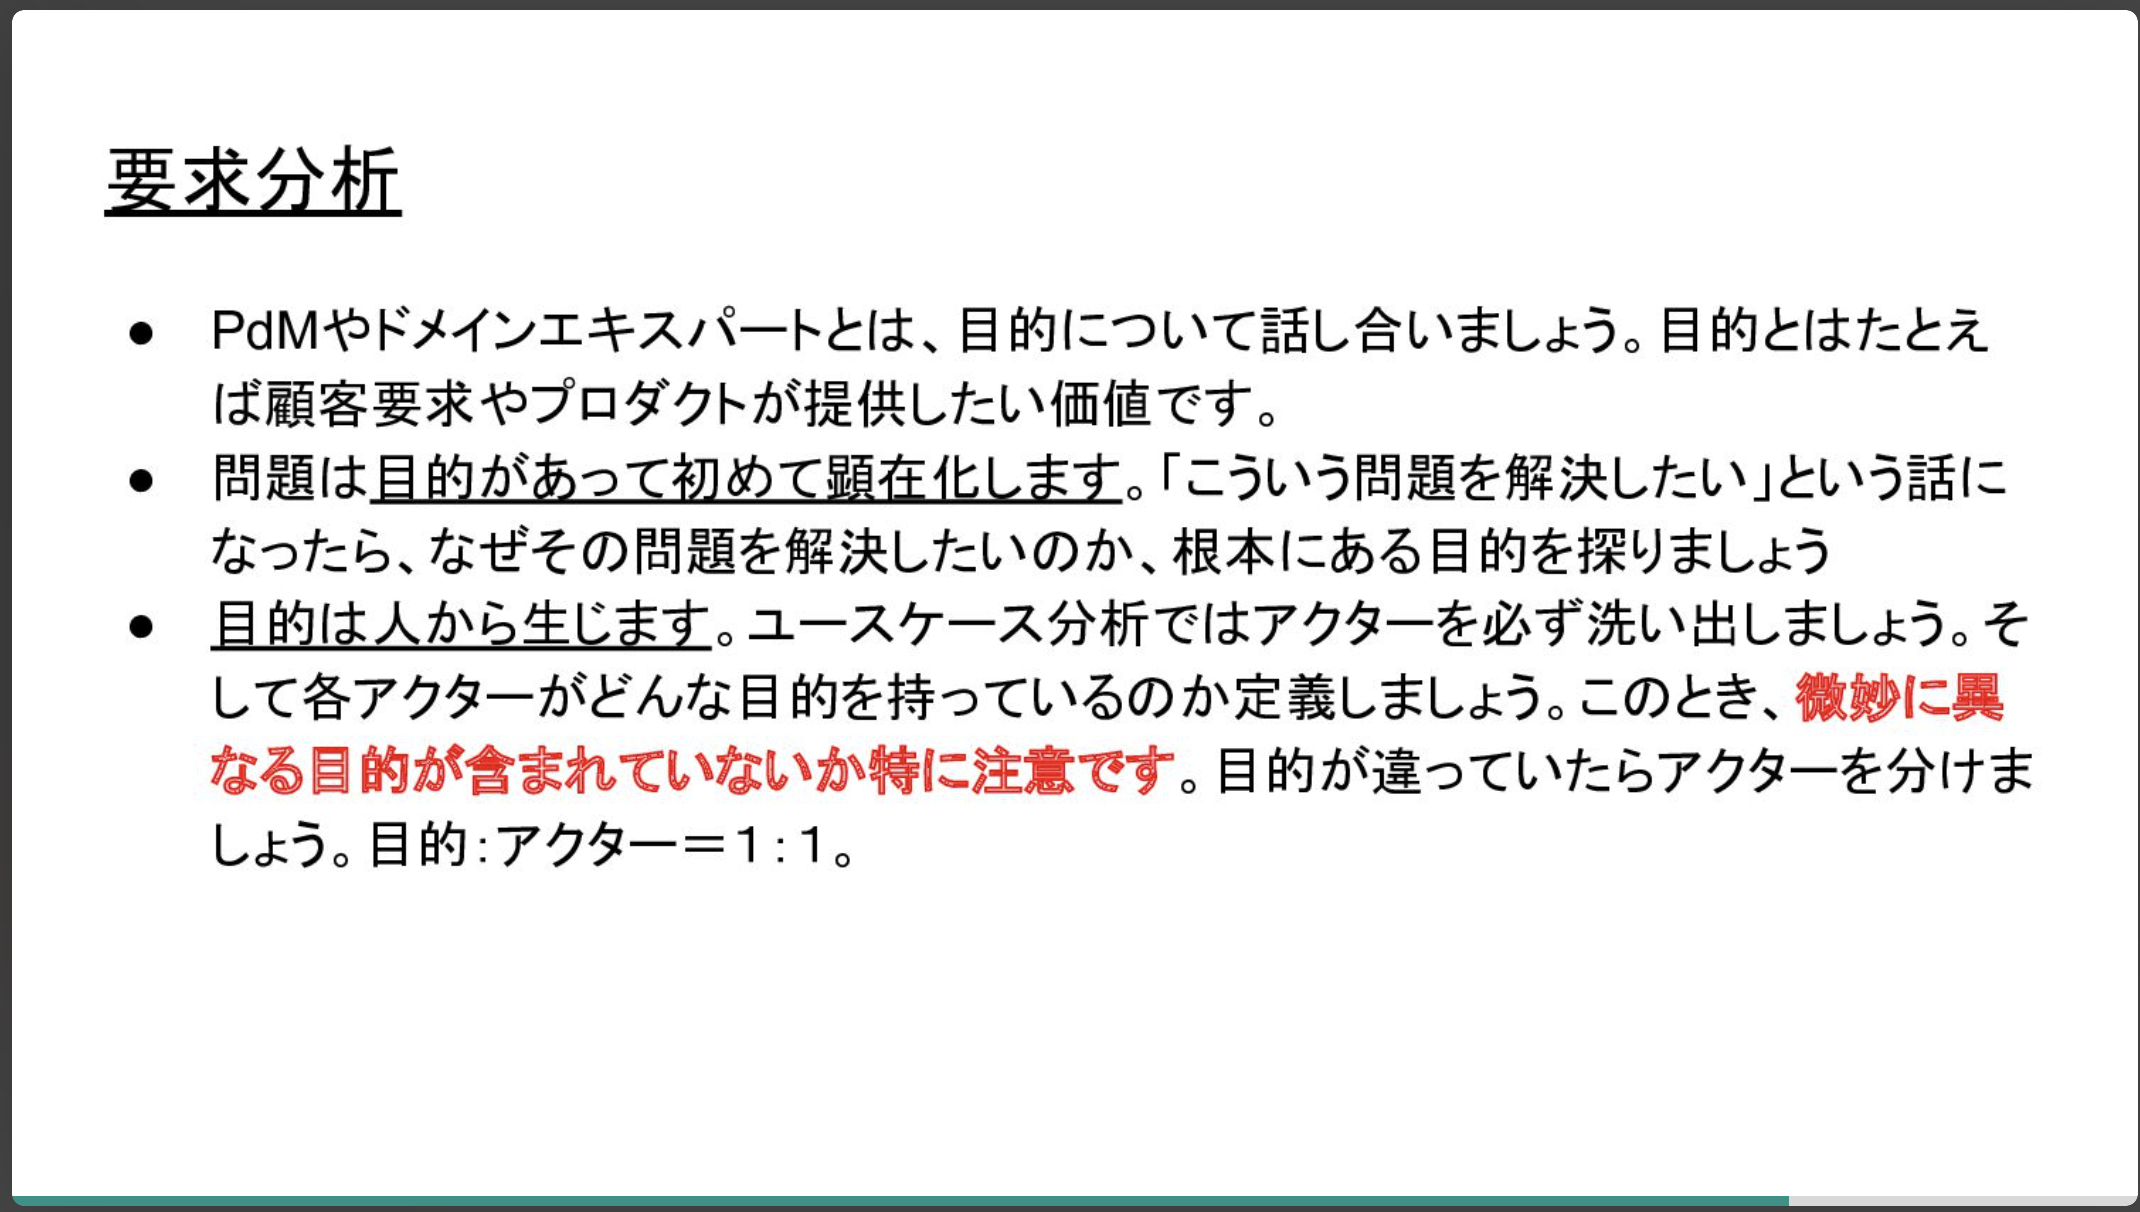 要求分析
● PdMやドメインエキスパートとは、目的について話し合いましょう。目的とはたとえ
ば顧客要求やプロダクトが提供したい価値です。
● 問題は目的があって初めて顕在化します。「こういう問題を解決したい」という話に
なったら、なぜその問題を解決したいのか、根本にある目的を探りましょう
● 目的は人から生じます。ユースケース分析ではアクターを必ず洗い出しましょう。そ
して各アクターがどんな目的を持っているのか定義しましょう。このとき、微妙に異
なる目的が含まれていないか特に注意です。目的が違っていたらアクターを分けま
しょう。目的：アクター＝１：１。